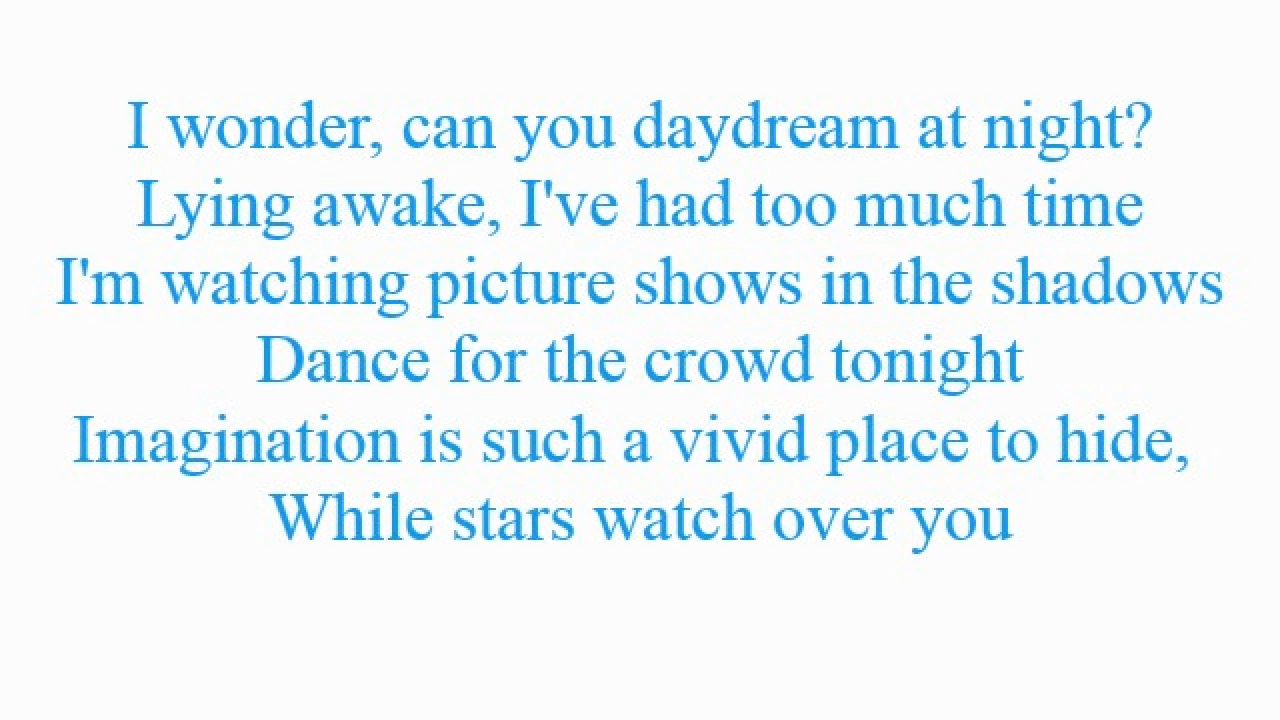 I wonder, can you daydream at night?
Lying awake, I've had too much time
I'm watching picture shows in the shadows
Dance for the crowd tonight
Imagination is such a vivid place to hide,
While stars watch over you